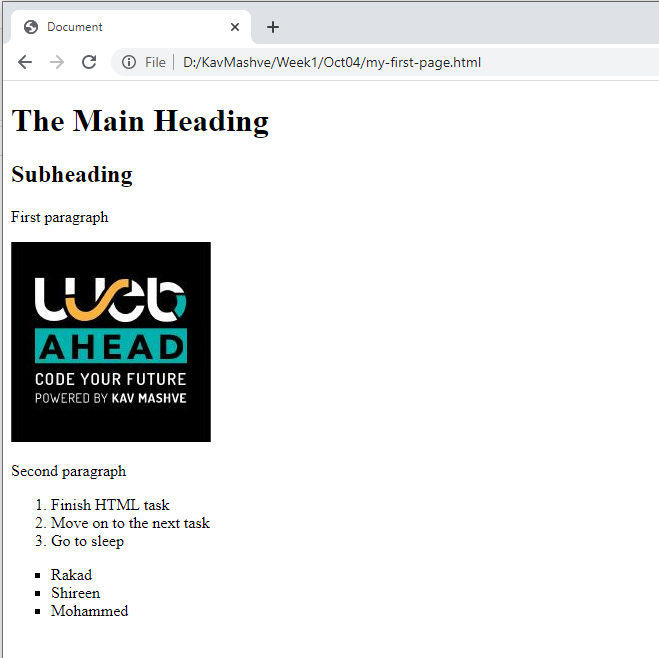 Document
File
D:/KavMashve/Week1/Oct04/my-first-page.html
The Main Heading
Subheading
First paragraph
web
AHEAD
CODE YOUR FUTURE
POWERED BY KAV MASHVE
Second paragraph
1. Finish HTML task
2. Move on to the next task
3. Go to sleep
▪ Rakad
▪ Shireen
▪ Mohammed